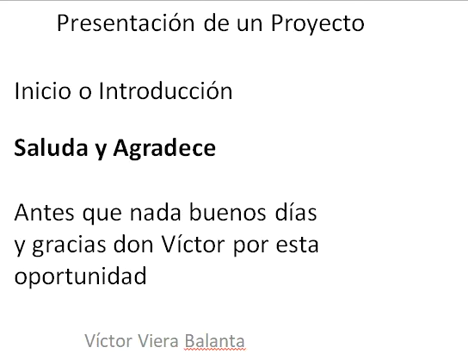 Presentación de un Proyecto
Inicio o Introducción
Saluda y Agradece
Antes que nada buenos días
y gracias don Víctor por esta
oportunidad
Víctor Viera Balanta